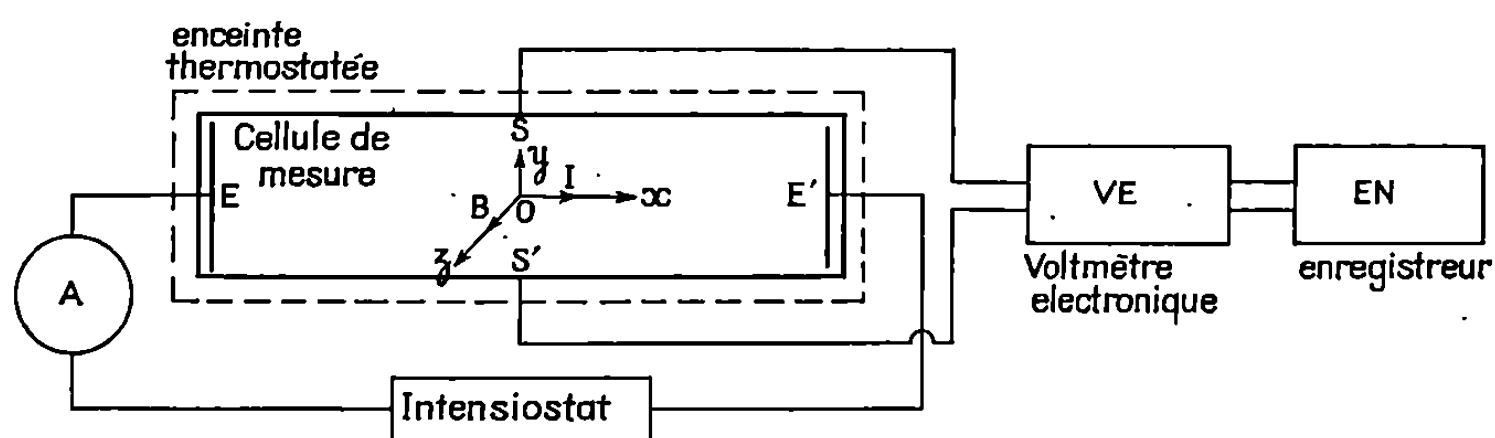 enceinte
thermostatée
Cellule de
mesure
S
y
I
E
B
O
x
E'
z
S'
A
VE
EN
Voltmètre
electronique
enregistreur
Intensiostat